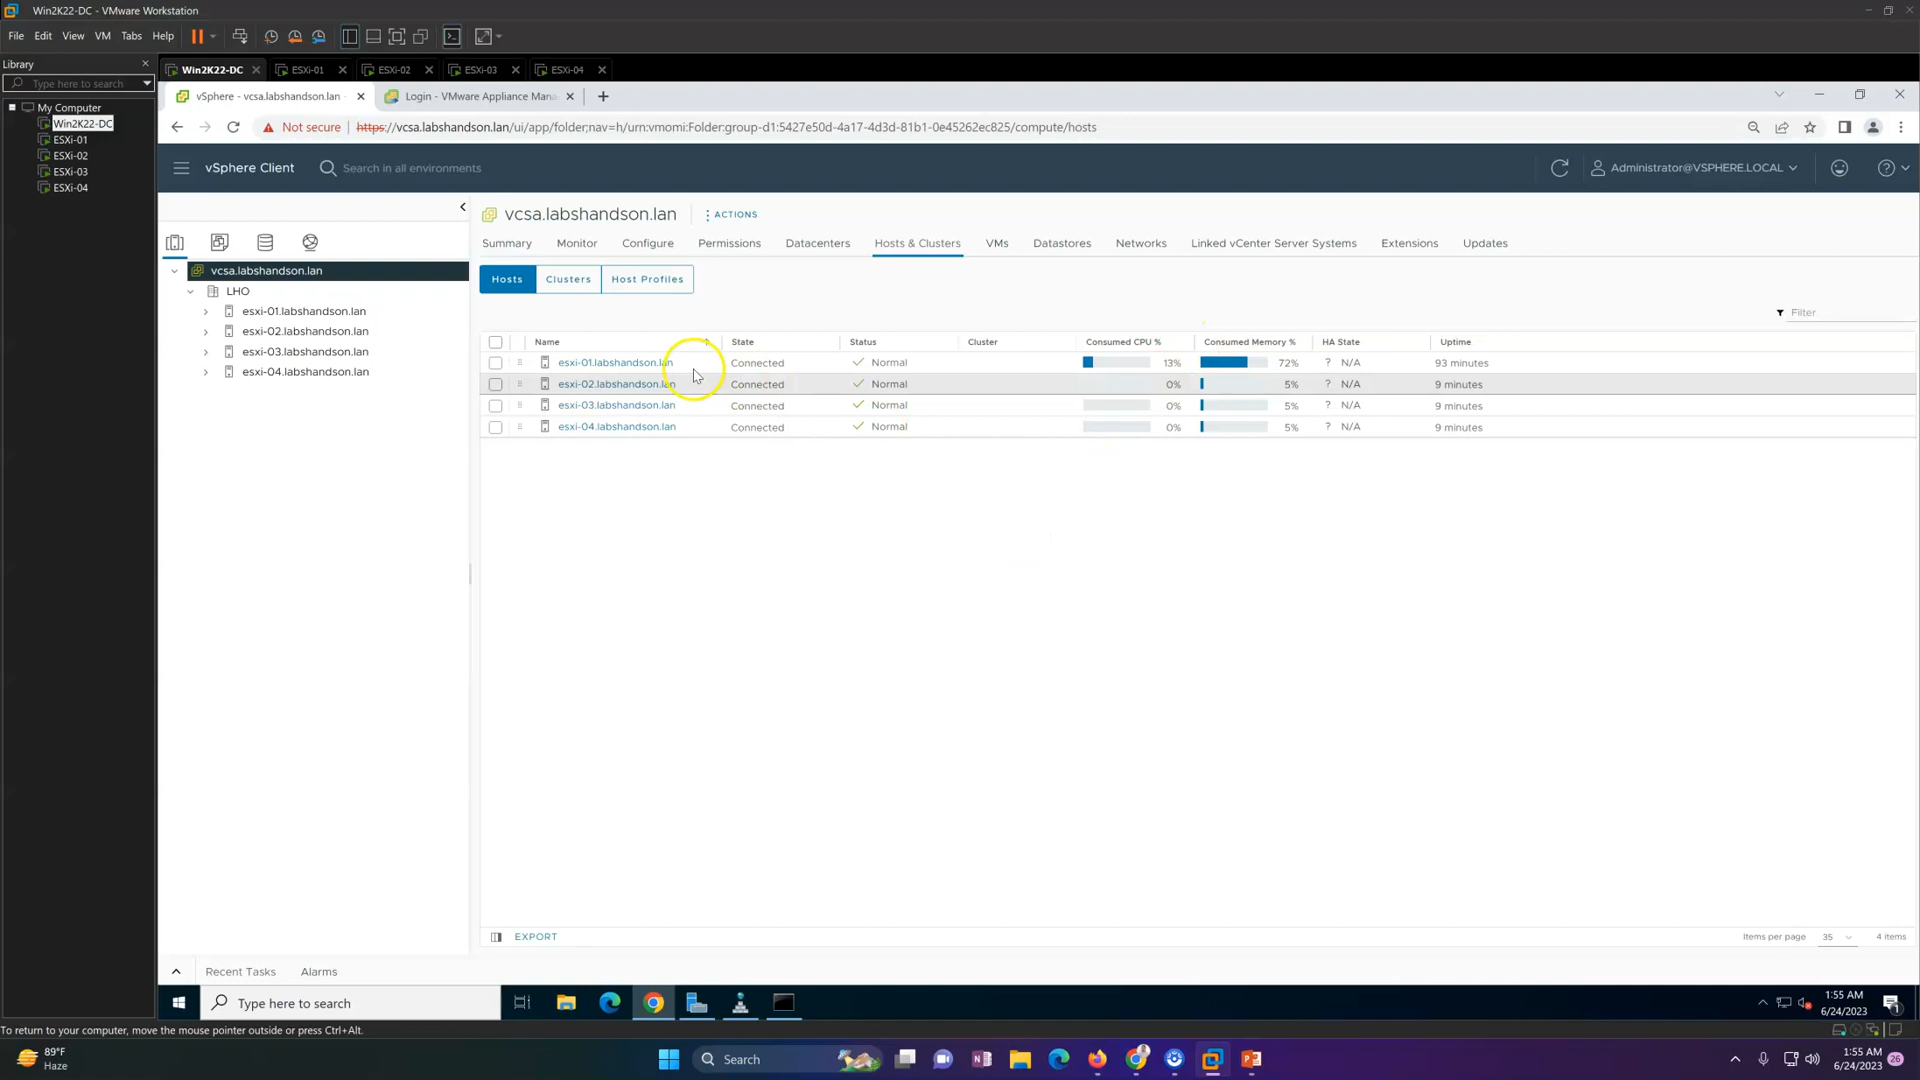 Win2K22-DC - VMware Workstation
File Edit View VM Tabs Help
Library
Type here to search
My Computer
Win2K22-DC
ESXi-01
ESXi-02
ESXi-03
ESXi-04
Win2K22-DC ESXi-01 ESXi-02 ESXi-03 ESXi-04
vSphere - vcsa.labshandson.lan - Login - VMware Appliance Mana
Not secure https://vcsa.labshandson.lan/ui/app/folder;nav=h/urn:vmomi:Folder:group-d1:5427e50d-4a17-4d3d-81b1-0e45262ec825/compute/hosts
vSphere Client Search in all environments Administrator@VSPHERE.LOCAL
vcsa.labshandson.lan
LHO
esxi-01.labshandson.lan
esxi-02.labshandson.lan
esxi-03.labshandson.lan
esxi-04.labshandson.lan
vcsa.labshandson.lan ACTIONS
Summary Monitor Configure Permissions Datacenters Hosts & Clusters VMs Datastores Networks Linked vCenter Server Systems Extensions Updates
Hosts Clusters Host Profiles
Filter
Name State Status Cluster Consumed CPU % Consumed Memory % HA State Uptime
esxi-01.labshandson.lan Connected Normal 13% 72% ? N/A 93 minutes
esxi-02.labshandson.lan Connected Normal 0% 5% ? N/A 9 minutes
esxi-03.labshandson.lan Connected Normal 0% 5% ? N/A 9 minutes
esxi-04.labshandson.lan Connected Normal 0% 5% ? N/A 9 minutes
EXPORT Items per page 35 4 items
Recent Tasks Alarms
Type here to search
1:55 AM
6/24/2023
1
To return to your computer, move the mouse pointer outside or press Ctrl+Alt.
89°F
Haze
Search
1:55 AM
6/24/2023
26